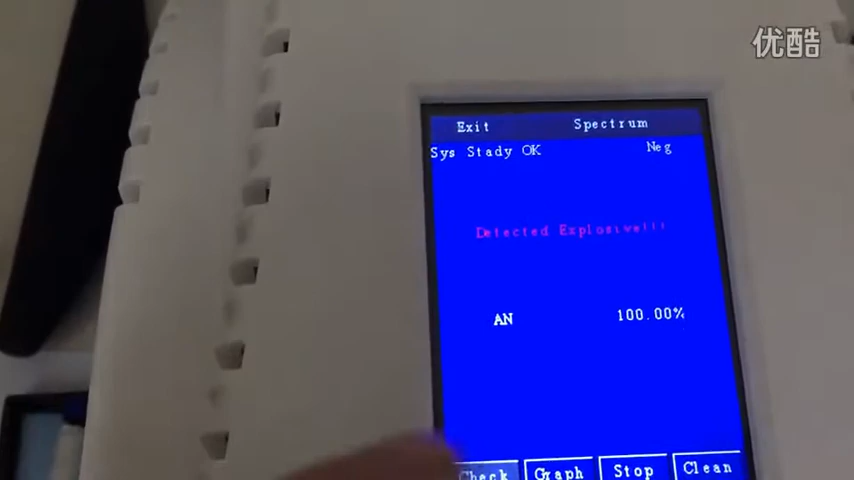 优酷
Exit Spectrum
Sys Stady OK Neg
Detected Explosive!!!
AN 100.00%
Check Graph Stop Clean